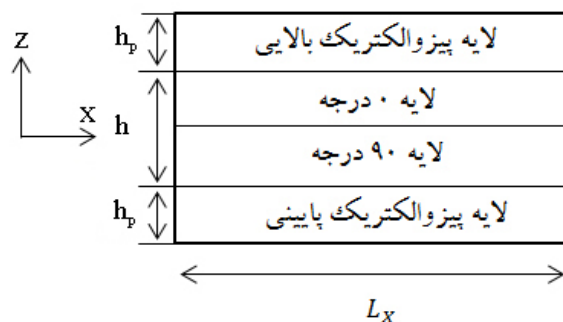 z
x
h_p
لایه پیزوالکتریک بالایی
h
لایه ۰ درجه
لایه ۹۰ درجه
h_p
لایه پیزوالکتریک پایینی
L_X